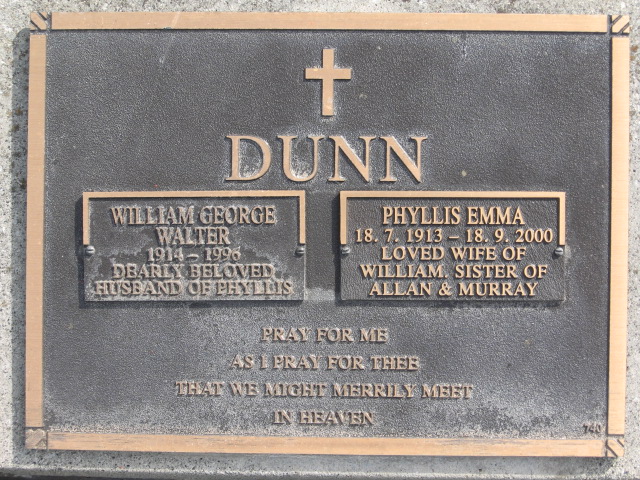 DUNN
WILLIAM GEORGE
WALTER
1914 – 1996
DEARLY BELOVED
HUSBAND OF PHYLLIS
PHYLLIS EMMA
18. 7. 1913 – 18. 9. 2000
LOVED WIFE OF
WILLIAM. SISTER OF
ALLAN & MURRAY
PRAY FOR ME
AS I PRAY FOR THEE
THAT WE MIGHT MERRILY MEET
IN HEAVEN
740